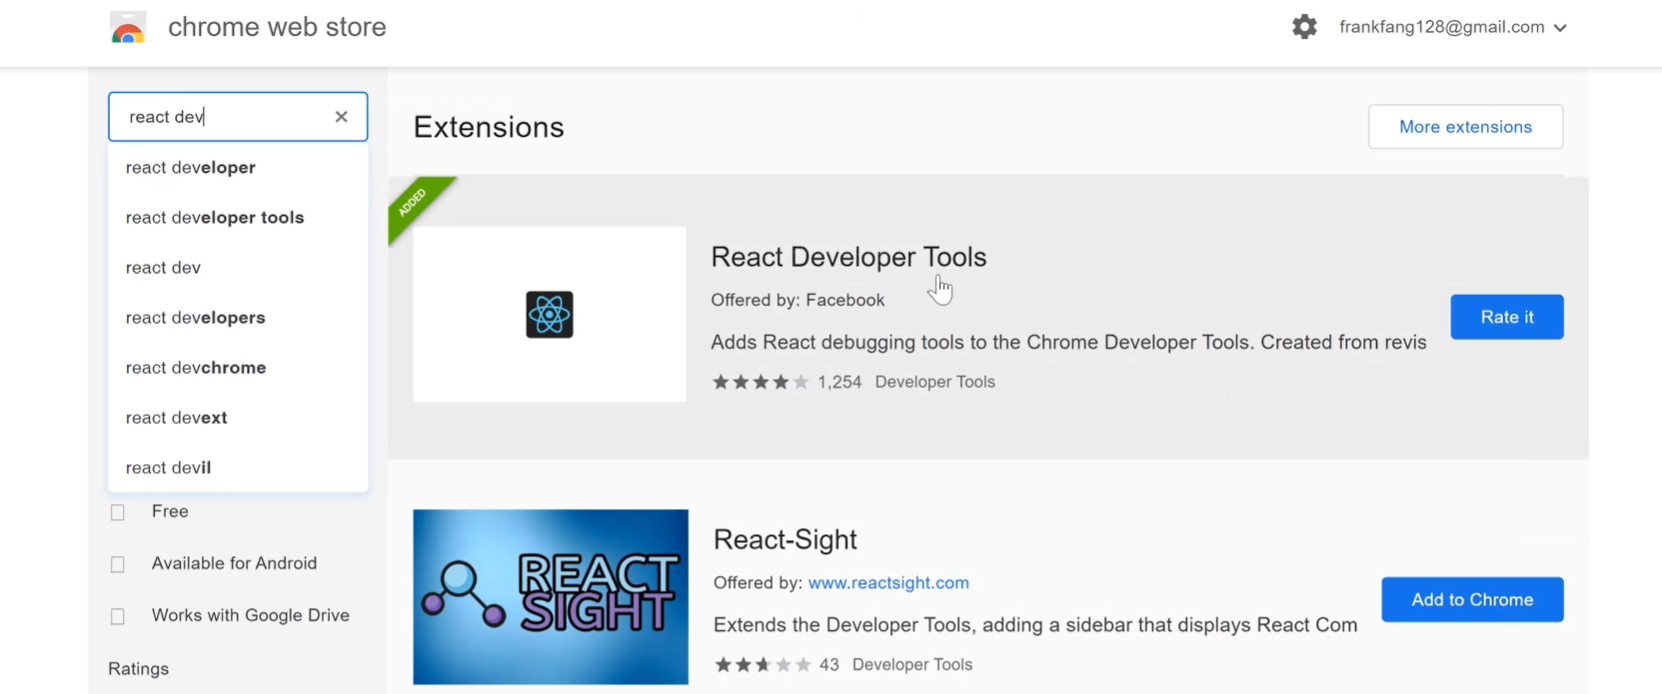 chrome web store
frankfang128@gmail.com
react dev
react developer
react developer tools
react dev
react developers
react devchrome
react devext
react devil
Free
Available for Android
Works with Google Drive
Ratings
Extensions
More extensions
ADDED
React Developer Tools
Offered by: Facebook
Adds React debugging tools to the Chrome Developer Tools. Created from revis
1,254 Developer Tools
Rate it
REACT
SIGHT
React-Sight
Offered by: www.reactsight.com
Extends the Developer Tools, adding a sidebar that displays React Com
43 Developer Tools
Add to Chrome